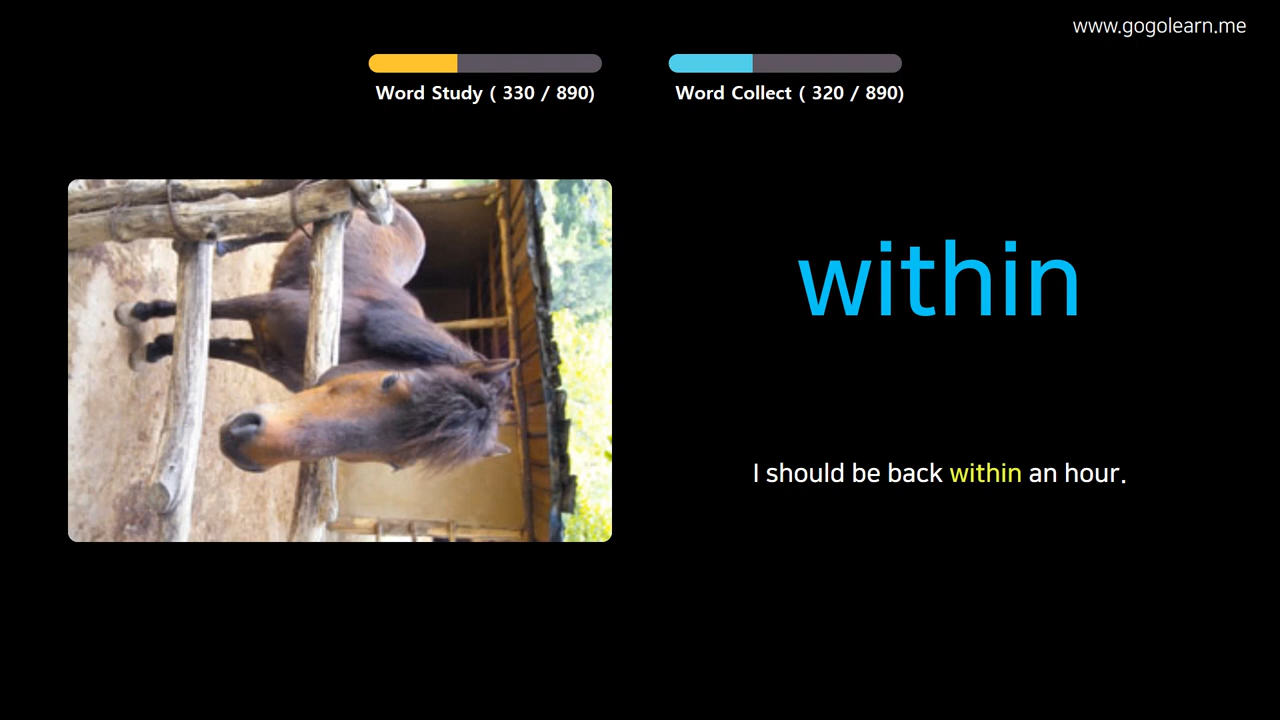 www.gogolearn.me
Word Study ( 330 / 890)
Word Collect ( 320 / 890)
within
I should be back within an hour.